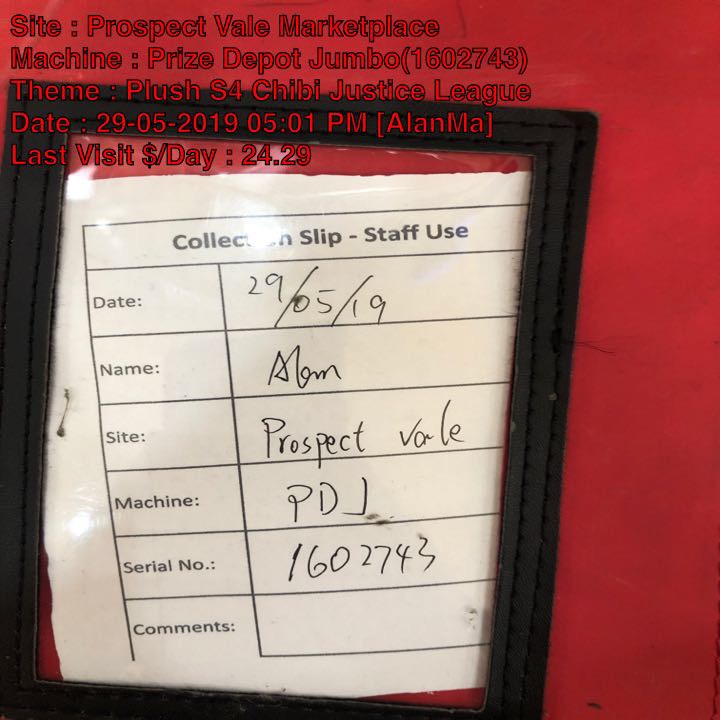 Site : Prospect Vale Marketplace
Machine : Prize Depot Jumbo(1602743)
Theme : Plush S4 Chibi Justice League
Date : 29-05-2019 05:01 PM [AlanMa]
Last Visit $/Day : 24.29
Collection Slip - Staff Use
Date: 29/05/19
Name: Alan
Site: Prospect Vale
Machine: PDJ
Serial No.: 1602743
Comments: